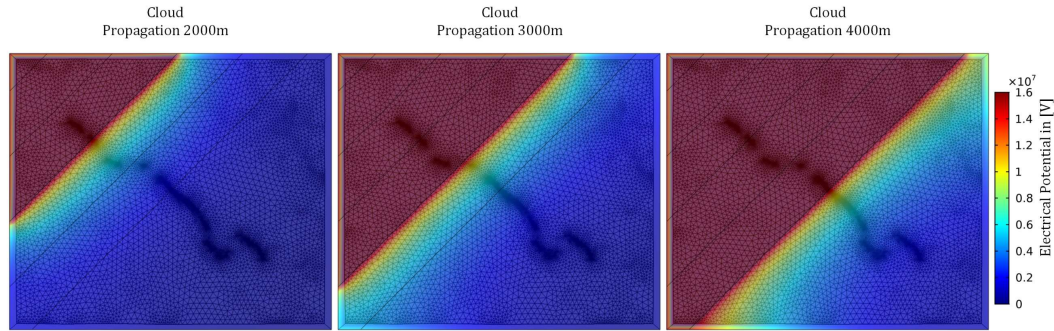 Cloud
Propagation 2000m
Cloud
Propagation 3000m
Cloud
Propagation 4000m
×10⁷
1.6
1.4
1.2
1
0.8
0.6
0.4
0.2
0
Electrical Potential in [V]